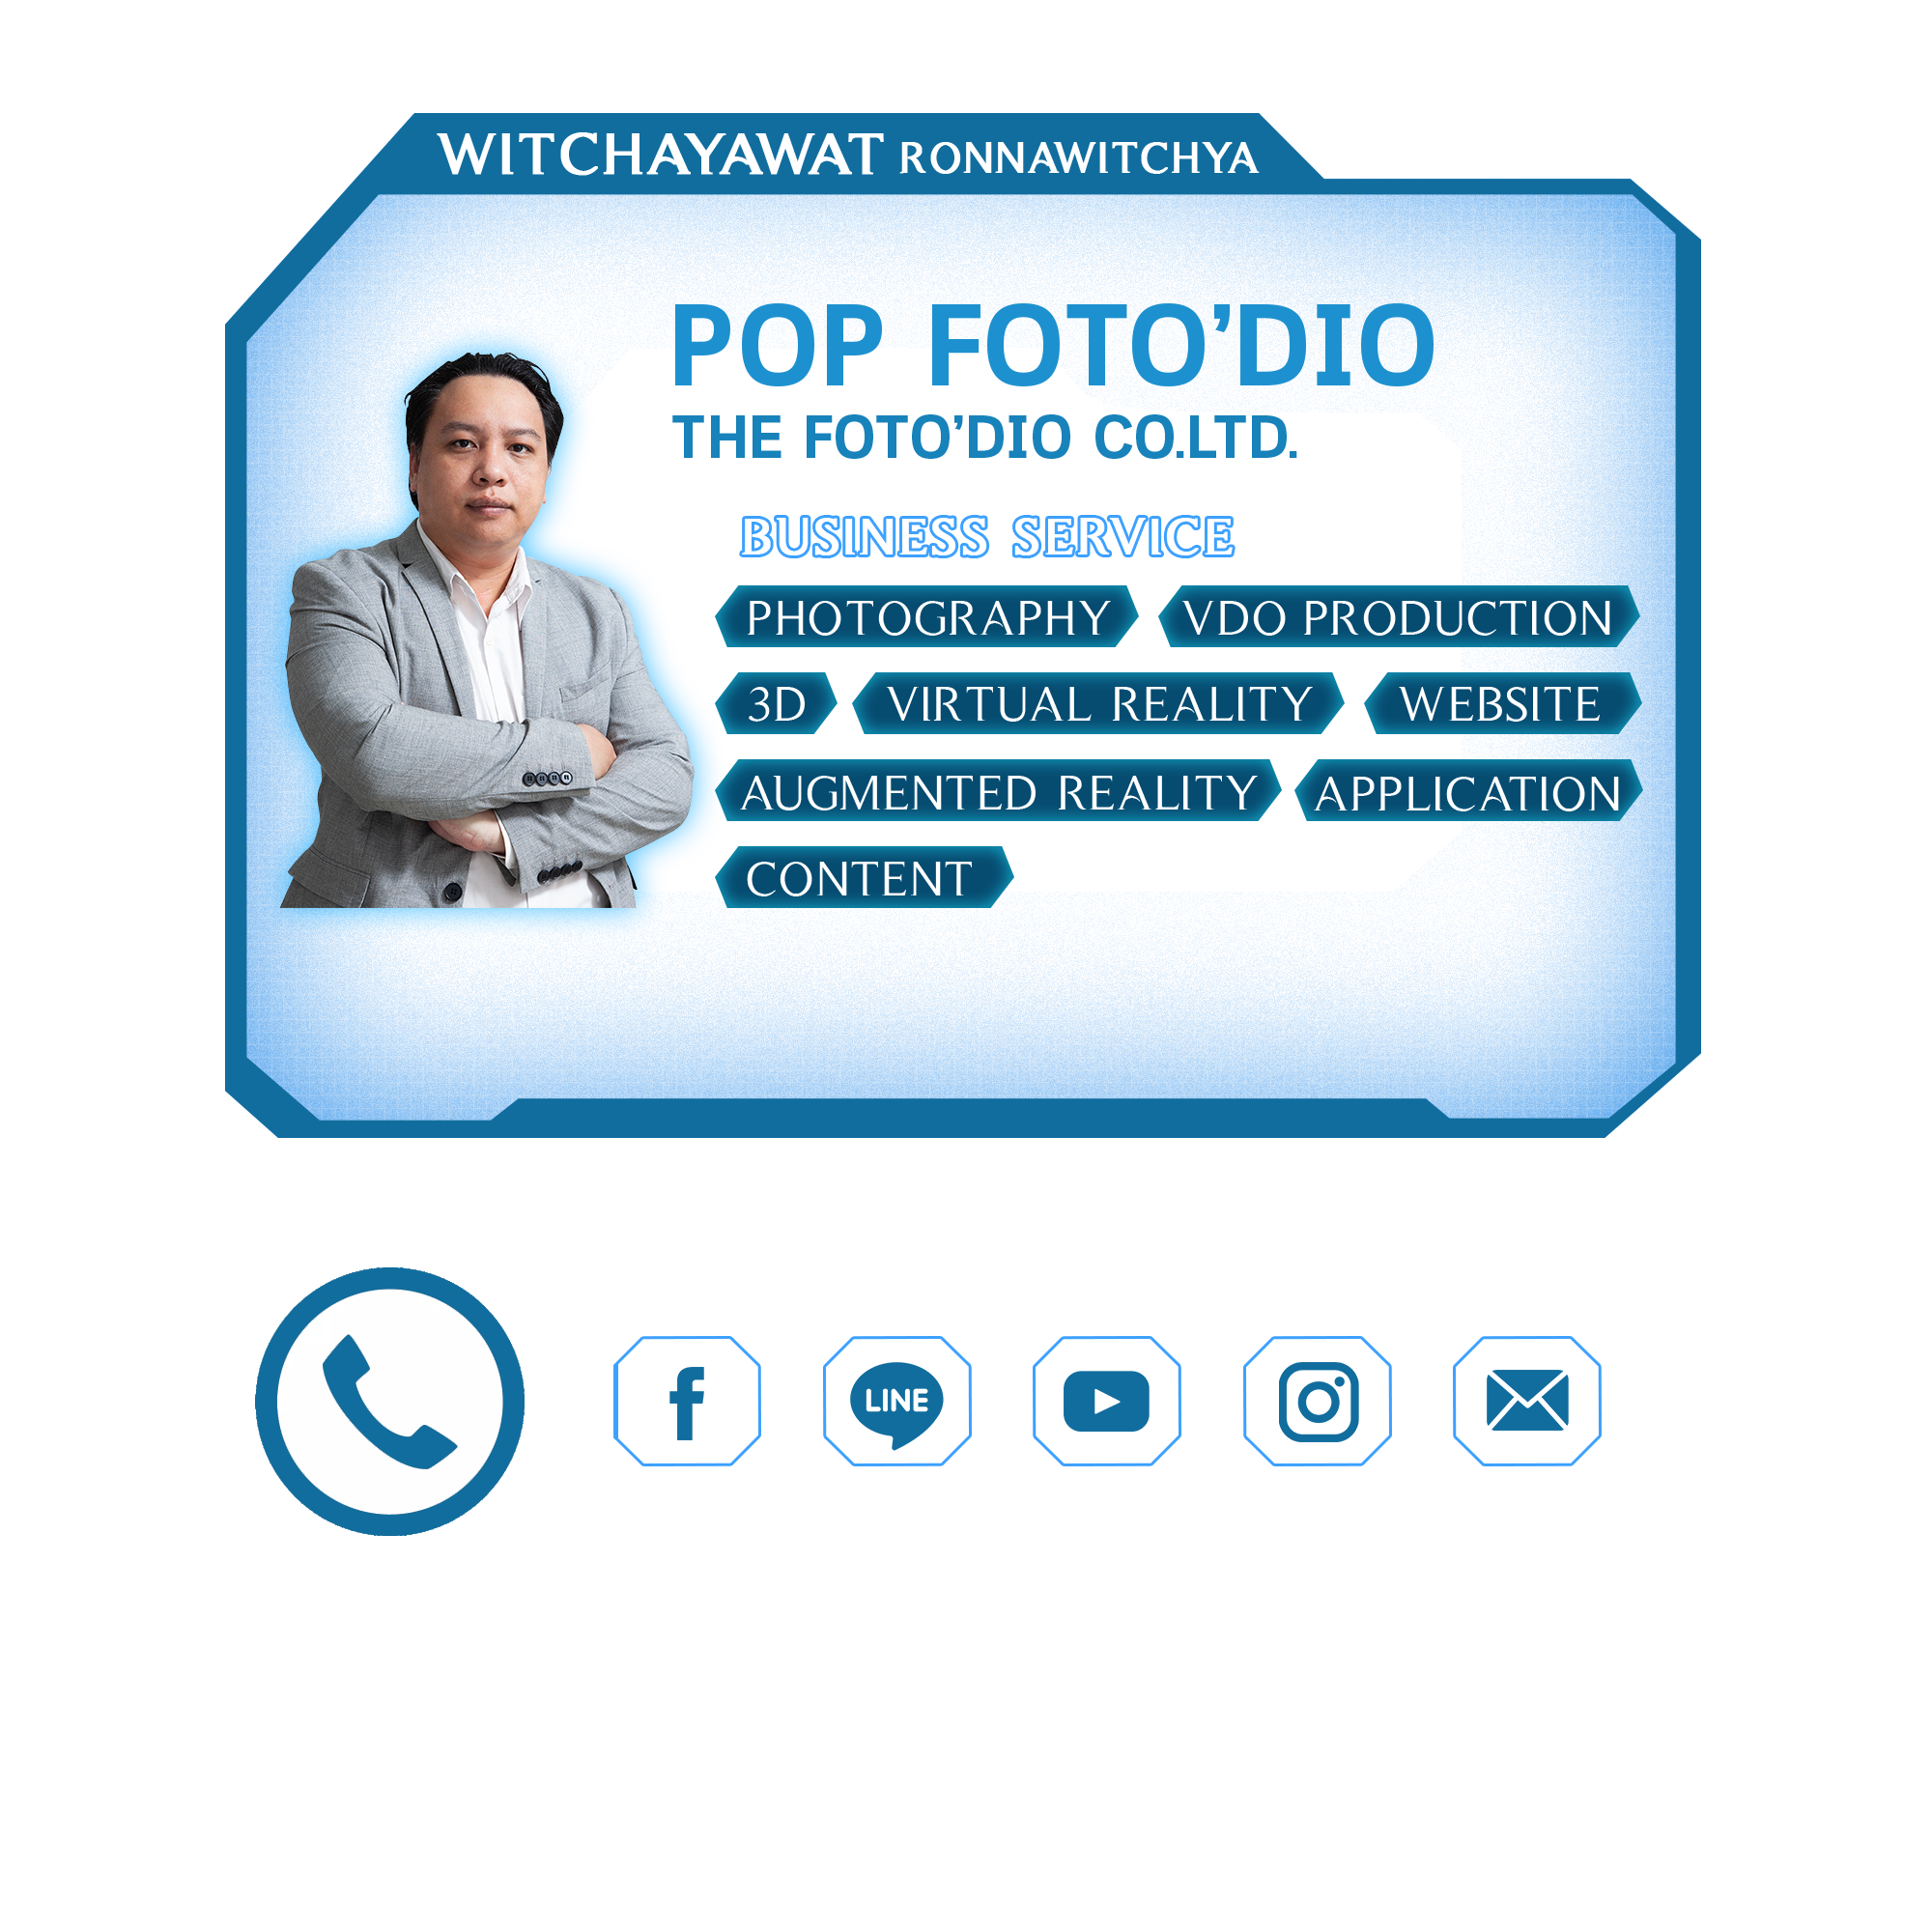 WITCHAYAWAT RONNAWITCHYA
POP FOTO’DIO
THE FOTO’DIO CO.LTD.
BUSINESS SERVICE
PHOTOGRAPHY VDO PRODUCTION
3D VIRTUAL REALITY WEBSITE
AUGMENTED REALITY APPLICATION
CONTENT
f LINE